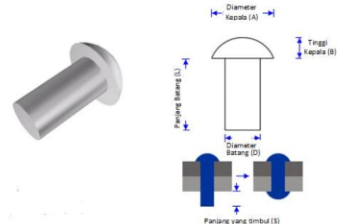 Diameter
Kepala (A)
Tinggi
Kepala (B)
Panjang Batang (L)
Diameter
Batang (D)
Panjang yang timbul (S)